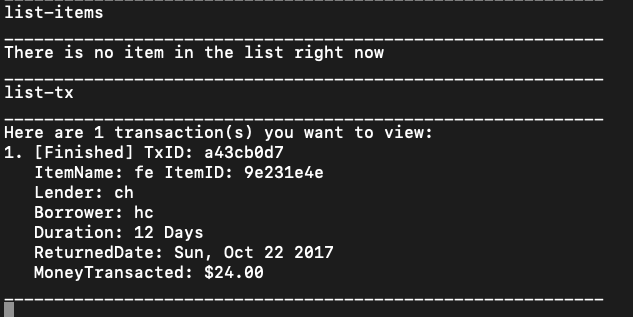 list-items
____________________________________________________________
There is no item in the list right now
____________________________________________________________
list-tx
____________________________________________________________
Here are 1 transaction(s) you want to view:
1. [Finished] TxID: a43cb0d7
   ItemName: fe ItemID: 9e231e4e
   Lender: ch
   Borrower: hc
   Duration: 12 Days
   ReturnedDate: Sun, Oct 22 2017
   MoneyTransacted: $24.00
____________________________________________________________